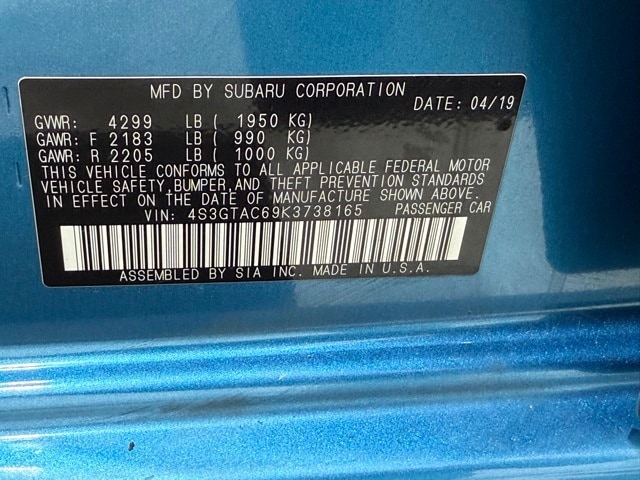 MFD BY SUBARU CORPORATION
DATE: 04/19
GVWR: 4299 LB ( 1950 KG)
GAWR: F 2183 LB ( 990 KG)
GAWR: R 2205 LB ( 1000 KG)
THIS VEHICLE CONFORMS TO ALL APPLICABLE FEDERAL MOTOR
VEHICLE SAFETY,BUMPER,AND THEFT PREVENTION STANDARDS
IN EFFECT ON THE DATE OF MANUFACTURE SHOWN ABOVE.
VIN: 4S3GTAC69K3738165 PASSENGER CAR
ASSEMBLED BY SIA INC. MADE IN U.S.A.